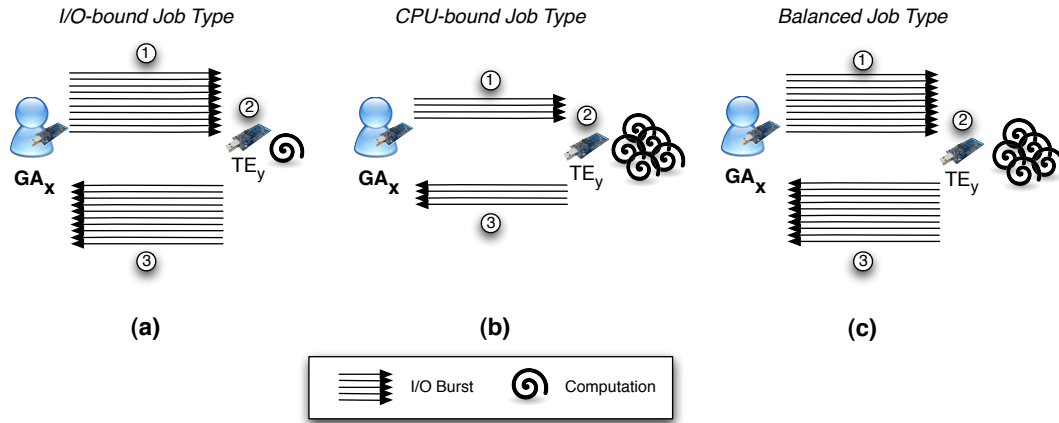 I/O-bound Job Type
1
2
GAx
TEy
3
(a)
CPU-bound Job Type
1
2
GAx
TEy
3
(b)
Balanced Job Type
1
2
GAx
TEy
3
(c)
I/O Burst
Computation